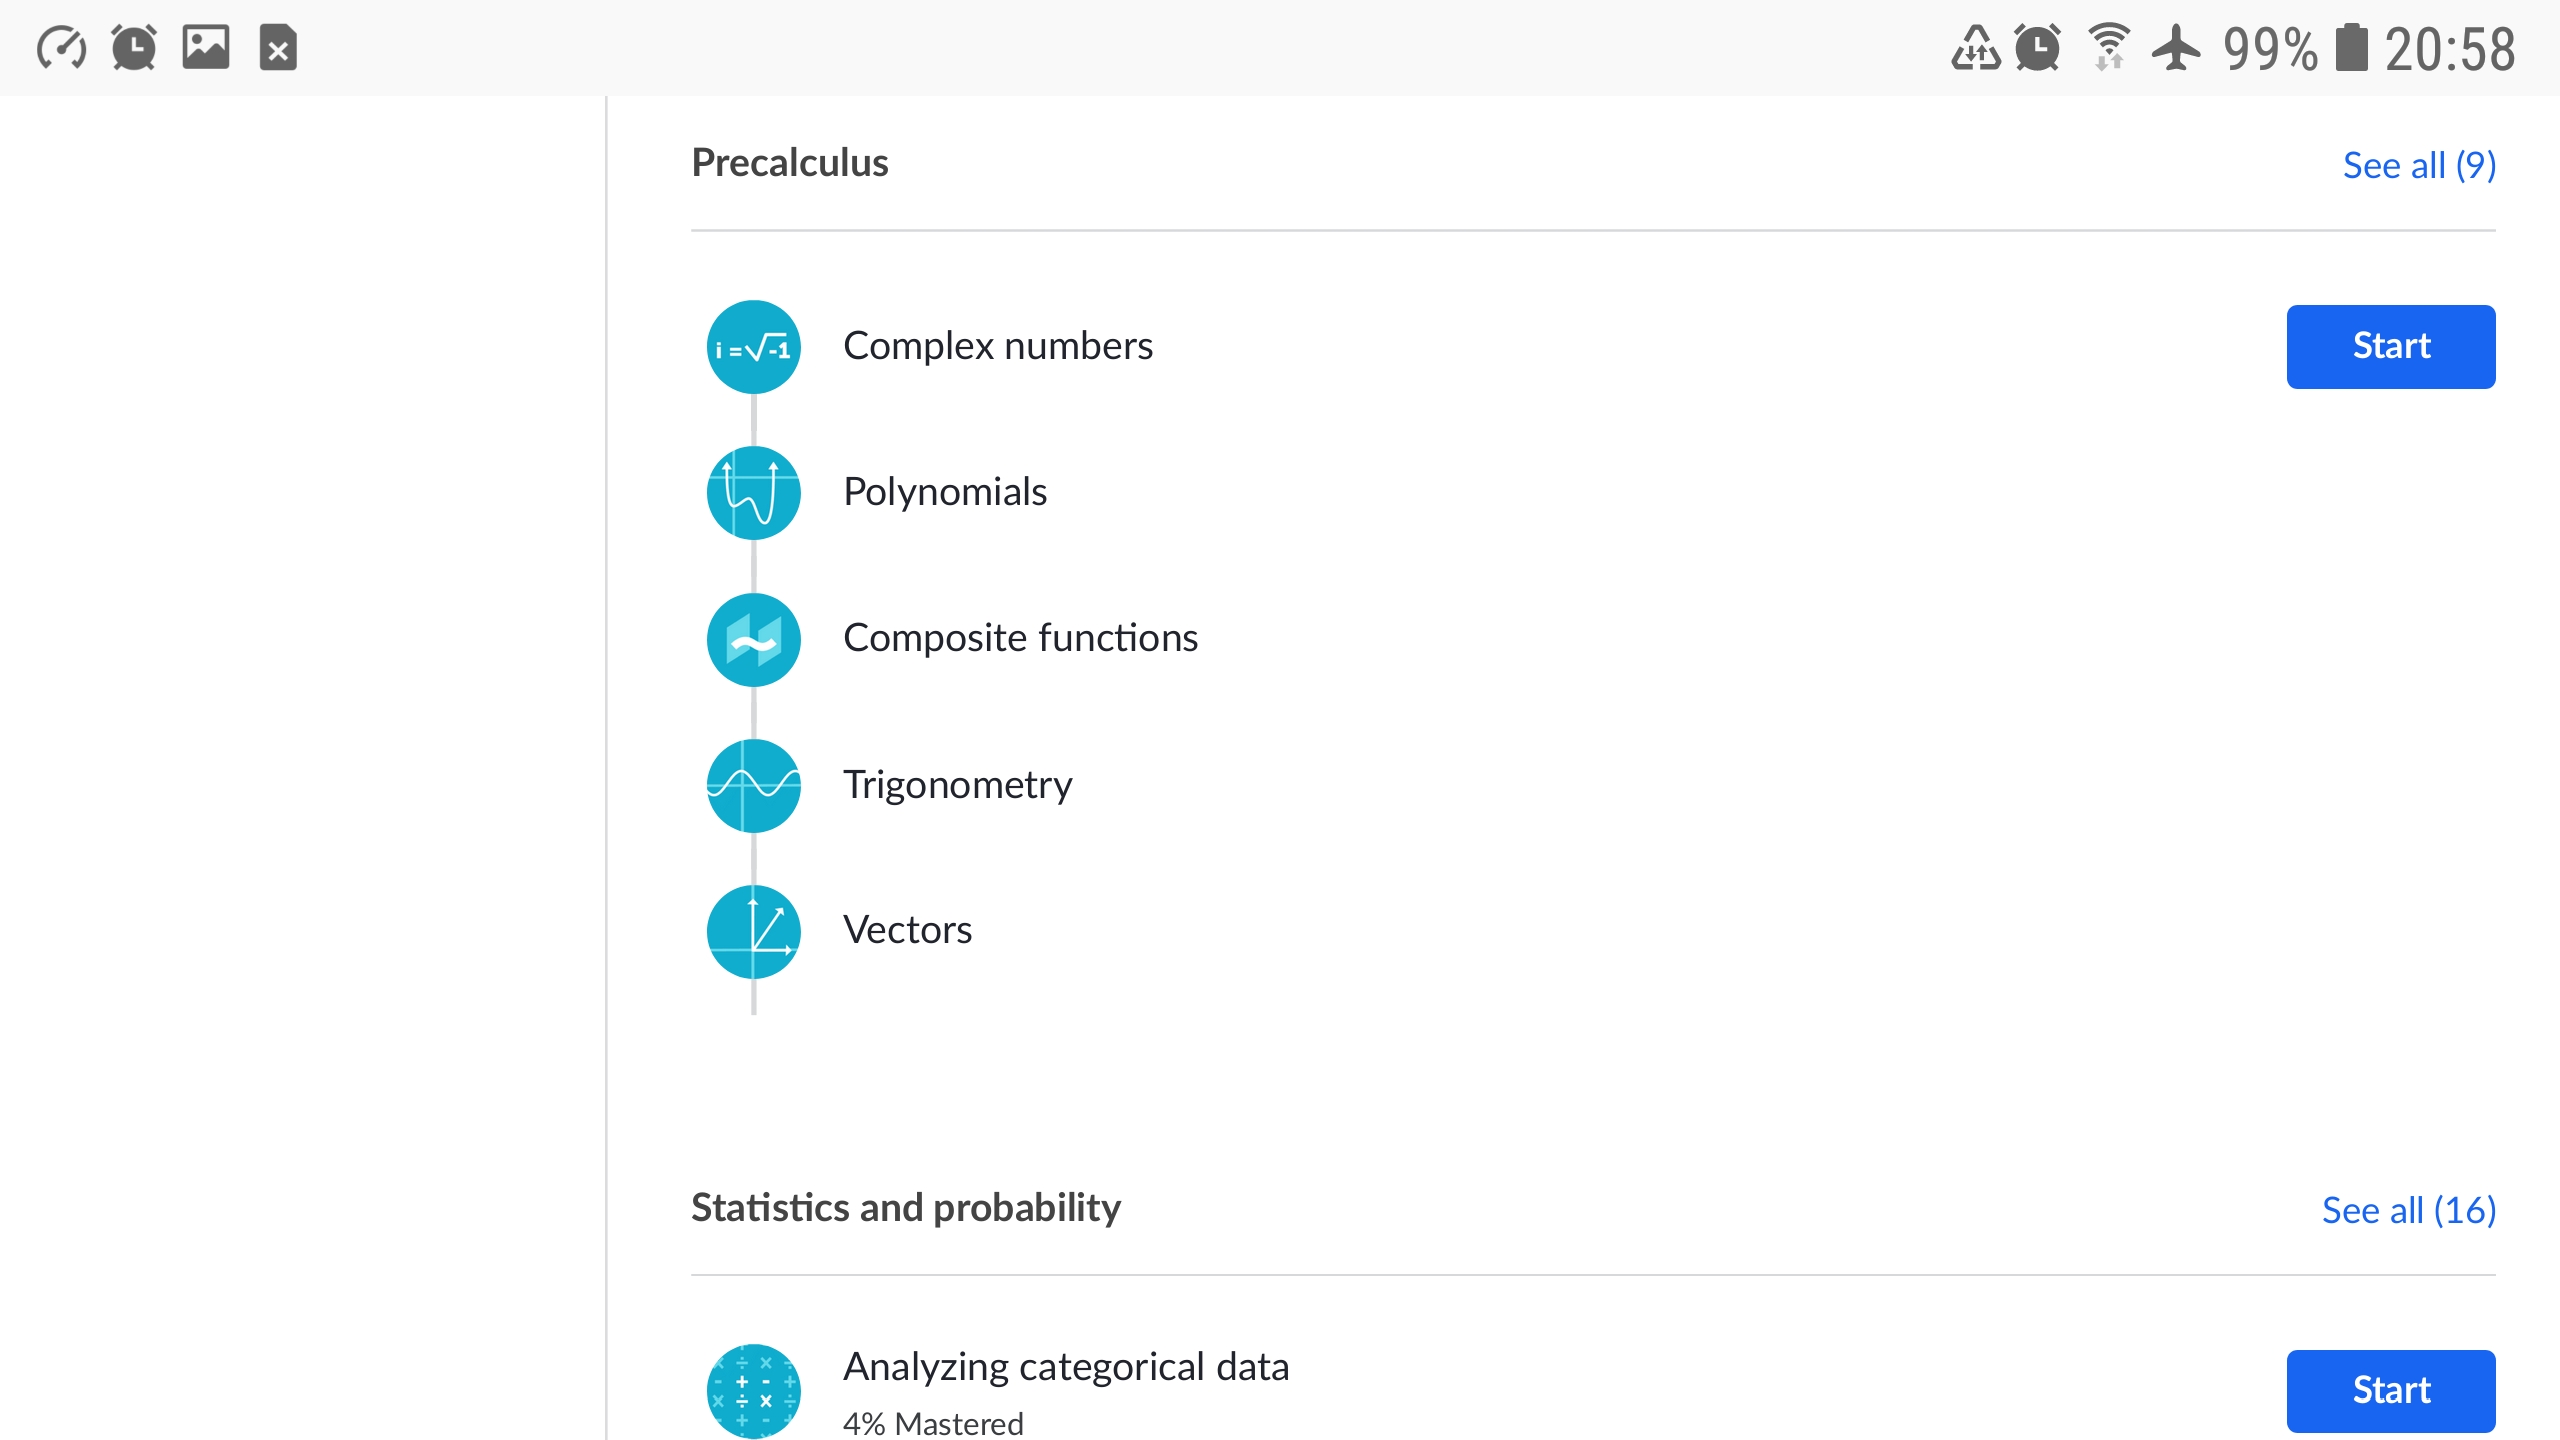 99% 20:58
Precalculus See all (9)
i = √-1 Complex numbers Start
Polynomials
Composite functions
Trigonometry
Vectors
Statistics and probability See all (16)
Analyzing categorical data Start
4% Mastered